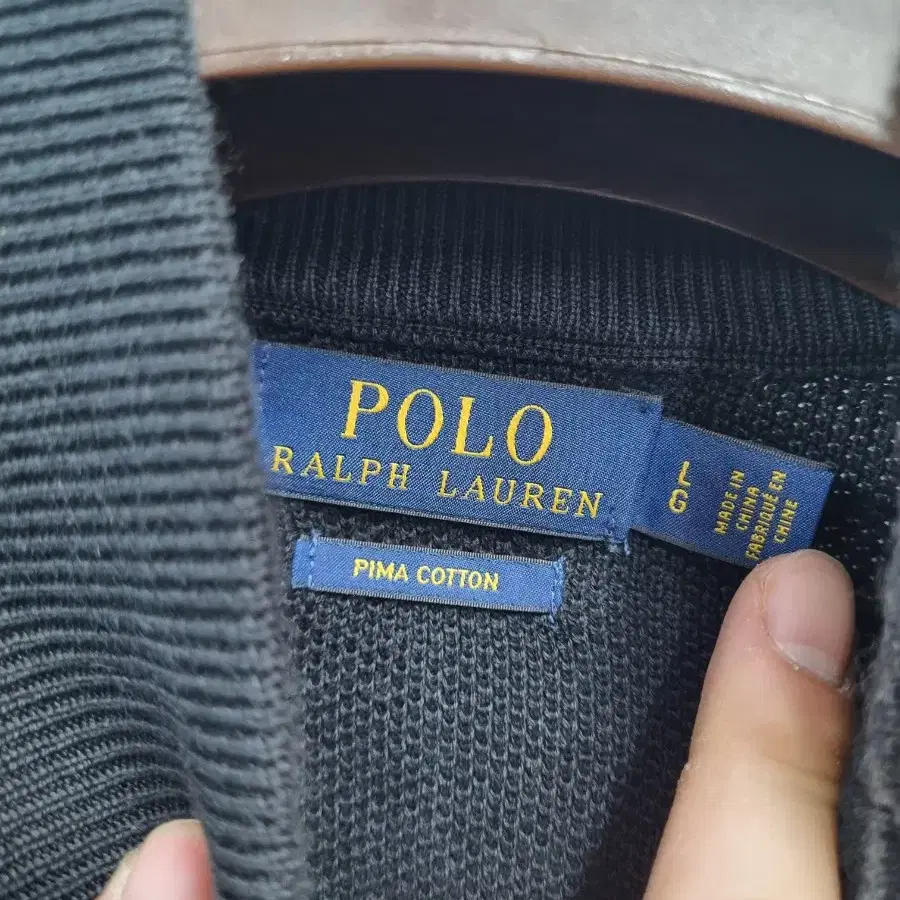 POLO
RALPH LAUREN
L
G
MADE IN
CHINA
FABRIQUÉ EN
CHINE
PIMA COTTON